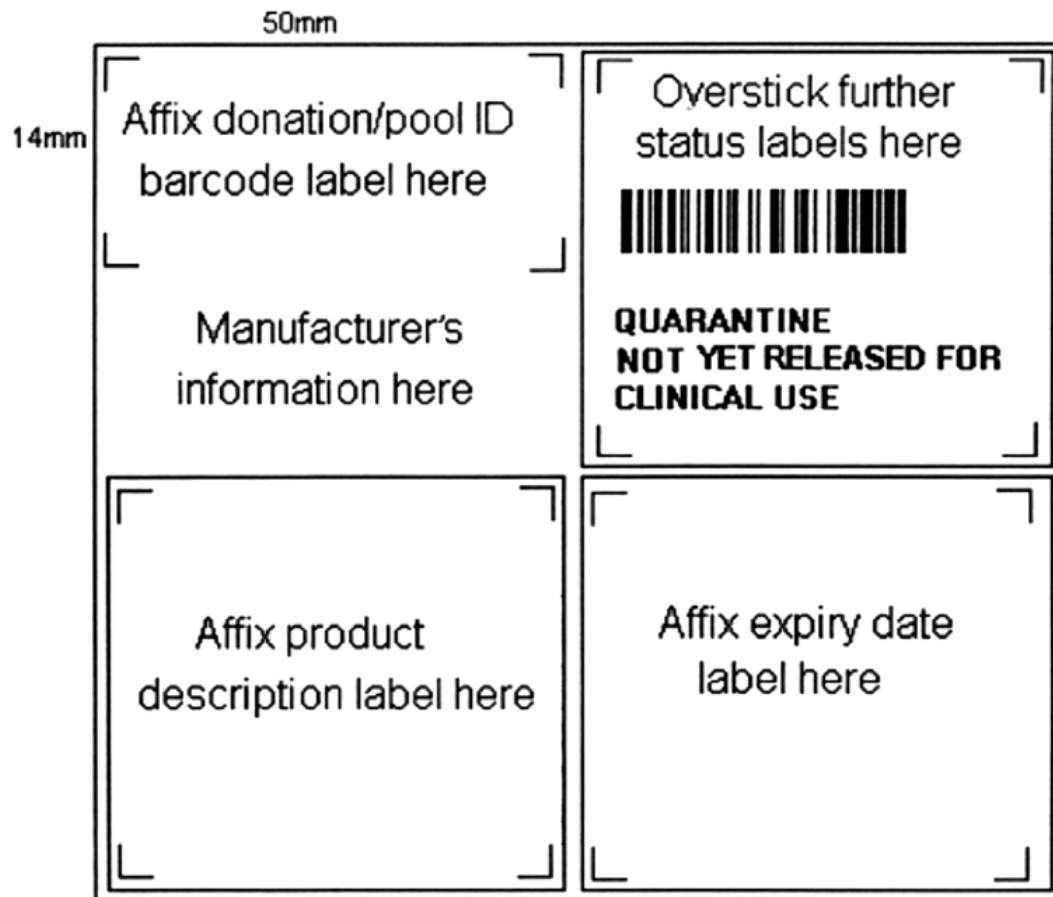 50mm
14mm
Affix donation/pool ID
barcode label here
Manufacturer's
information here
Overstick further
status labels here
QUARANTINE
NOT YET RELEASED FOR
CLINICAL USE
Affix product
description label here
Affix expiry date
label here